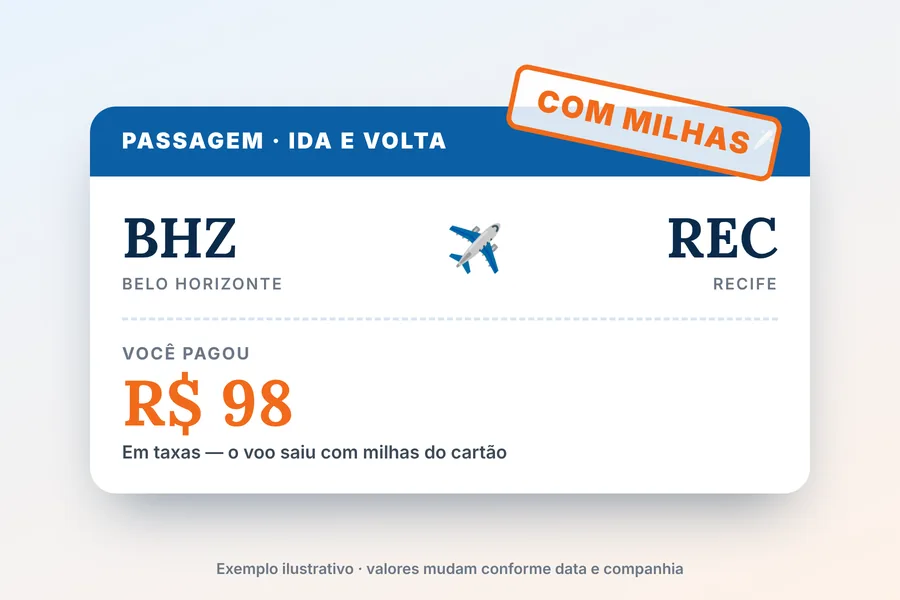 COM MILHAS
PASSAGEM · IDA E VOLTA
BHZ
REC
BELO HORIZONTE
RECIFE
VOCÊ PAGOU
R$ 98
Em taxas — o voo saiu com milhas do cartão
Exemplo ilustrativo · valores mudam conforme data e companhia